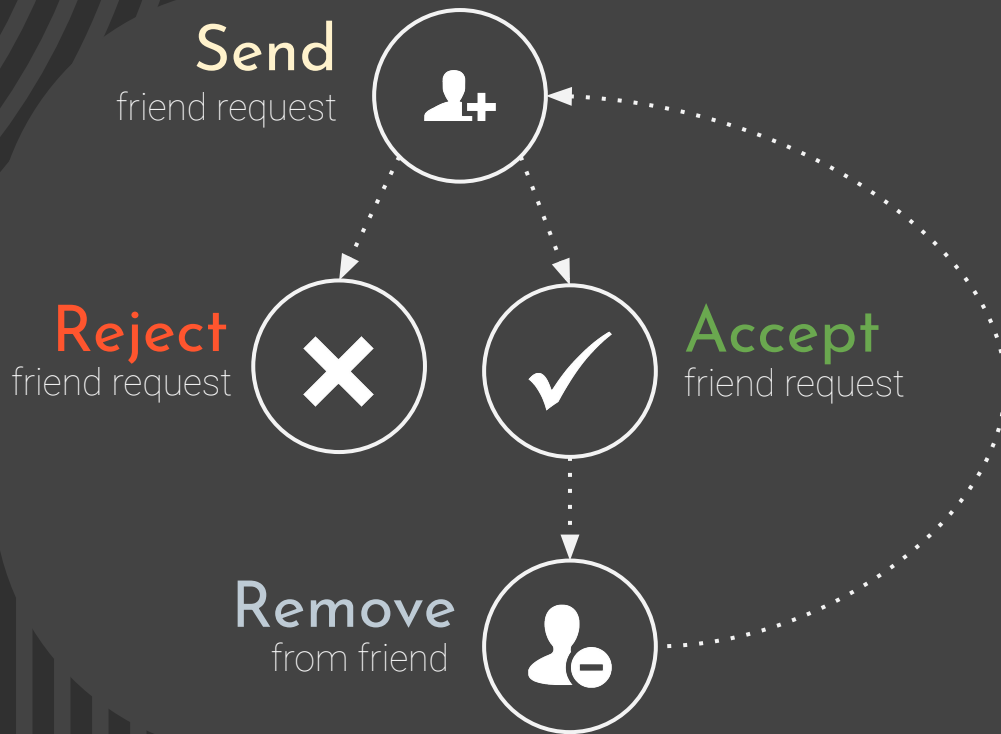 Send
friend request
Reject
friend request
Accept
friend request
Remove
from friend